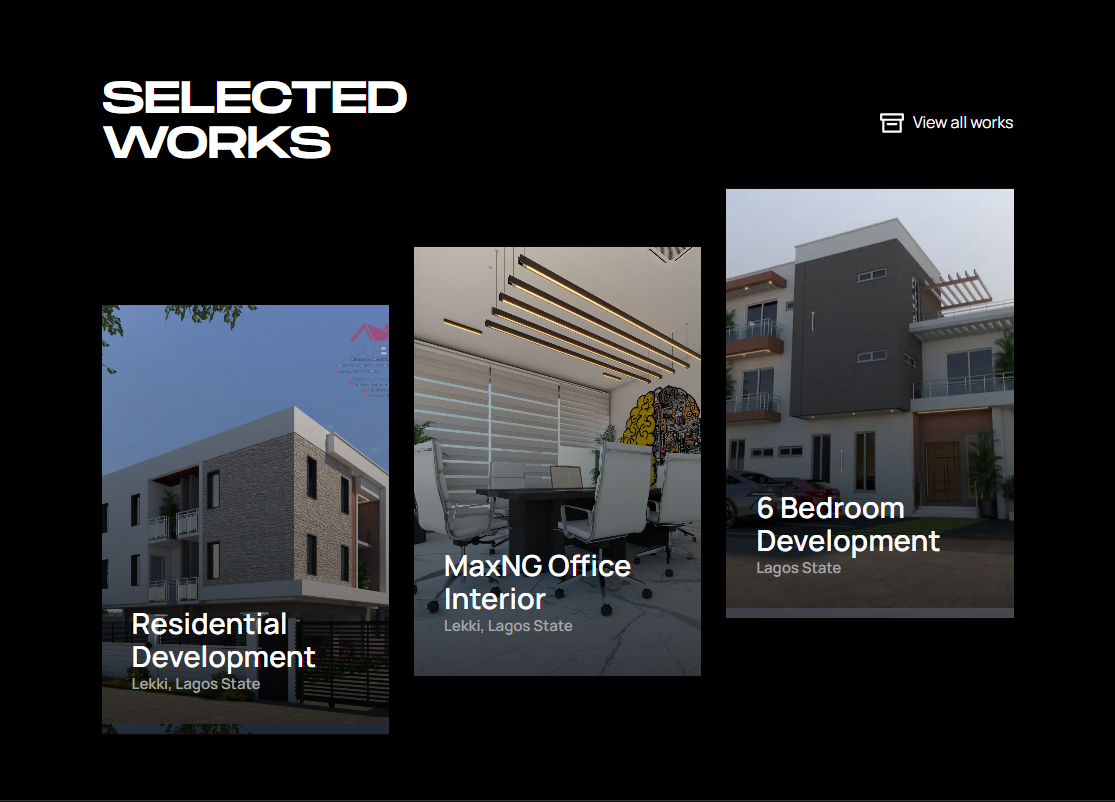 SELECTED
WORKS
View all works
Residential
Development
Lekki, Lagos State
MaxNG Office
Interior
Lekki, Lagos State
6 Bedroom
Development
Lagos State